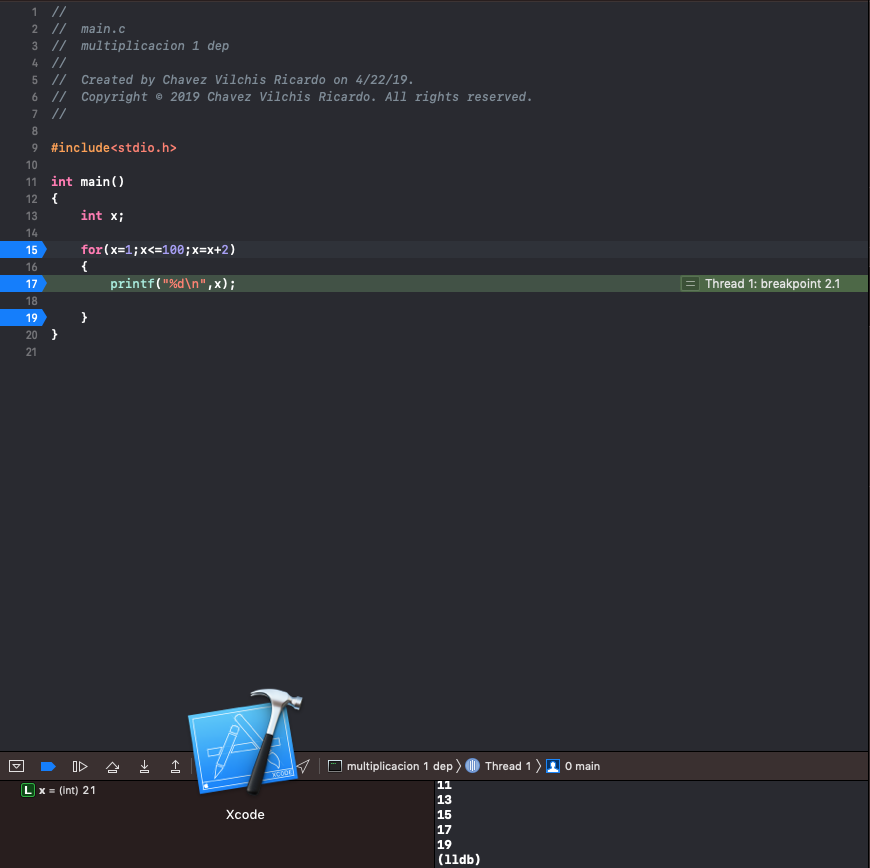 1 //
2 //  main.c
3 //  multiplicacion 1 dep
4 //
5 //  Created by Chavez Vilchis Ricardo on 4/22/19.
6 //  Copyright © 2019 Chavez Vilchis Ricardo. All rights reserved.
7 //
8
9 #include<stdio.h>
10
11 int main()
12 {
13     int x;
14
15     for(x=1;x<=100;x=x+2)
16     {
17         printf("%d\n",x); Thread 1: breakpoint 2.1
18
19     }
20 }
21
XCODE
multiplicacion 1 dep Thread 1 0 main
L x = (int) 21
Xcode
11
13
15
17
19
(lldb)